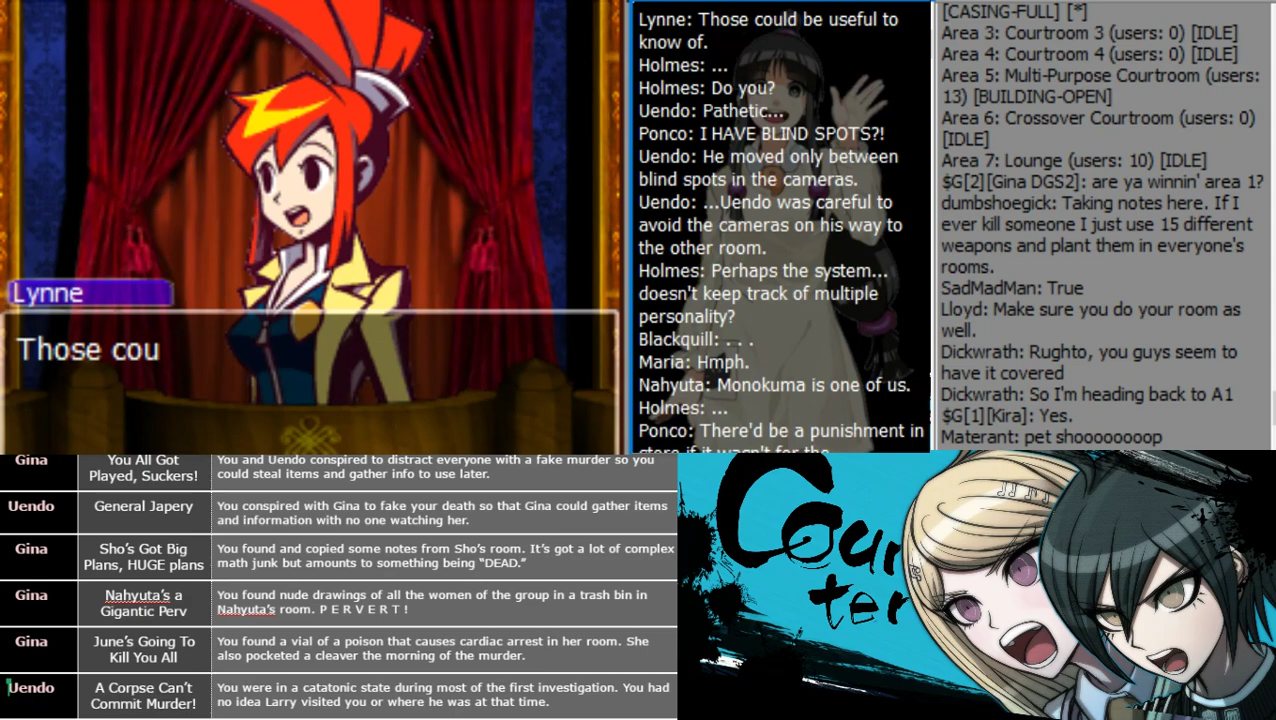 Lynne
Those cou
Lynne: Those could be useful to
know of.
Holmes: ...
Holmes: Do you?
Uendo: Pathetic...
Ponco: I HAVE BLIND SPOTS?!
Uendo: He moved only between
blind spots in the cameras.
Uendo: ...Uendo was careful to
avoid the cameras on his way to
the other room.
Holmes: Perhaps the system...
doesn't keep track of multiple
personality?
Blackquill: . . .
Maria: Hmph.
Nahyuta: Monokuma is one of us.
Holmes: ...
Ponco: There'd be a punishment in
store if it wasn't for the
[CASING-FULL] [*]
Area 3: Courtroom 3 (users: 0) [IDLE]
Area 4: Courtroom 4 (users: 0) [IDLE]
Area 5: Multi-Purpose Courtroom (users:
13) [BUILDING-OPEN]
Area 6: Crossover Courtroom (users: 0)
[IDLE]
Area 7: Lounge (users: 10) [IDLE]
$G[2][Gina DGS2]: are ya winnin' area 1?
dumbshoegick: Taking notes here. If I
ever kill someone I just use 15 different
weapons and plant them in everyone's
rooms.
SadMadMan: True
Lloyd: Make sure you do your room as
well.
Dickwrath: Rughto, you guys seem to
have it covered
Dickwrath: So I'm heading back to A1
$G[1][Kira]: Yes.
Materant: pet shooooooop
Gina
You All Got
Played, Suckers!
You and Uendo conspired to distract everyone with a fake murder so you
could steal items and gather info to use later.
Uendo
General Japery
You conspired with Gina to fake your death so that Gina could gather items
and information with no one watching her.
Gina
Sho's Got Big
Plans, HUGE plans
You found and copied some notes from Sho's room. It's got a lot of complex
math junk but amounts to something being "DEAD."
Gina
Nahyuta's a
Gigantic Perv
You found nude drawings of all the women of the group in a trash bin in
Nahyuta's room. P E R V E R T !
Gina
June's Going To
Kill You All
You found a vial of a poison that causes cardiac arrest in her room. She
also pocketed a cleaver the morning of the murder.
Uendo
A Corpse Can't
Commit Murder!
You were in a catatonic state during most of the first investigation. You had
no idea Larry visited you or where he was at that time.
Coun
ter